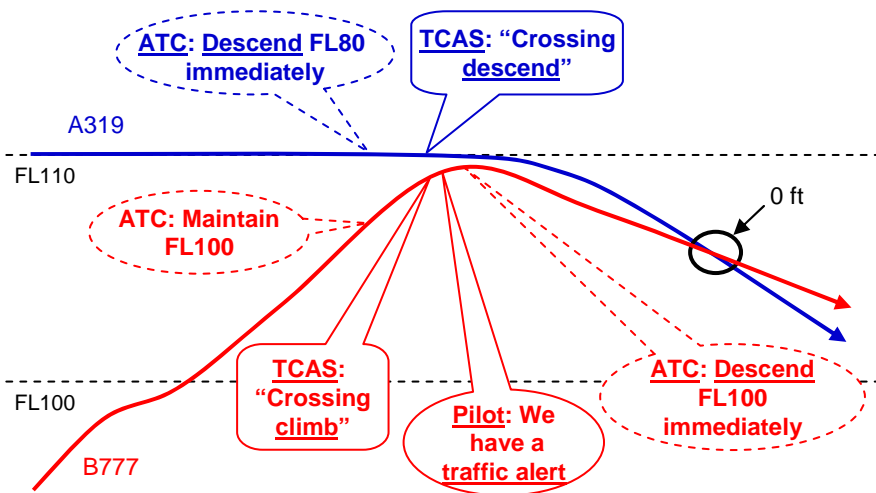 ATC: Descend FL80
immediately
TCAS: “Crossing
descend”
A319
FL110
ATC: Maintain
FL100
0 ft
TCAS:
“Crossing
climb”
Pilot: We
have a
traffic alert
ATC: Descend
FL100
immediately
FL100
B777